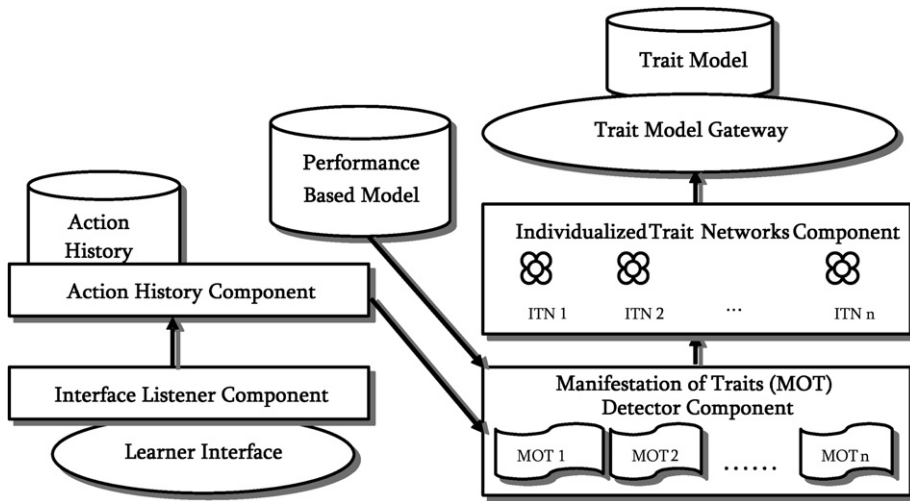 Trait Model
Trait Model Gateway
Performance
Based Model
Action
History
Action History Component
Interface Listener Component
Learner Interface
Individualized Trait Networks Component
ITN 1
ITN 2
...
ITN n
Manifestation of Traits (MOT)
Detector Component
MOT 1
MOT 2
......
MOT n